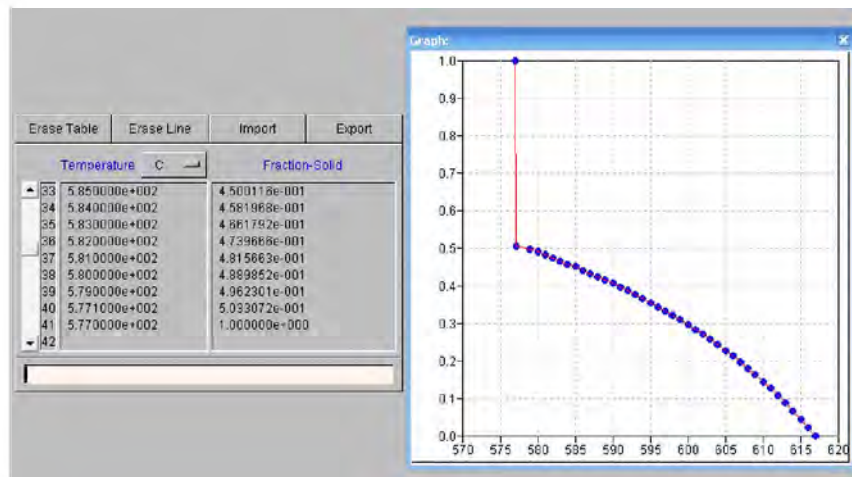 Graph:
Erase Table Erase Line Import Export
Temperature C Fraction-Solid
33 5.850000e+002 4.500116e-001
34 5.840000e+002 4.581968e-001
35 5.830000e+002 4.661792e-001
36 5.820000e+002 4.739666e-001
37 5.810000e+002 4.815663e-001
38 5.800000e+002 4.889852e-001
39 5.790000e+002 4.962301e-001
40 5.771000e+002 5.033072e-001
41 5.770000e+002 1.000000e+000
42
1.0
0.9
0.8
0.7
0.6
0.5
0.4
0.3
0.2
0.1
0.0
570 575 580 585 590 595 600 605 610 615 620